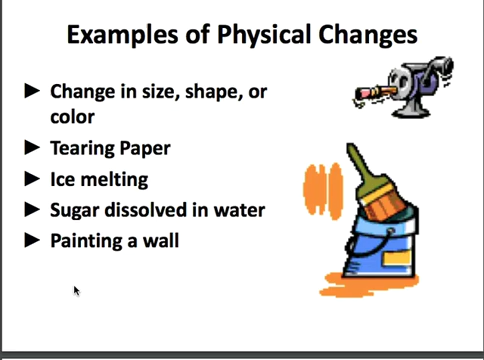 Examples of Physical Changes
► Change in size, shape, or
color
► Tearing Paper
► Ice melting
► Sugar dissolved in water
► Painting a wall